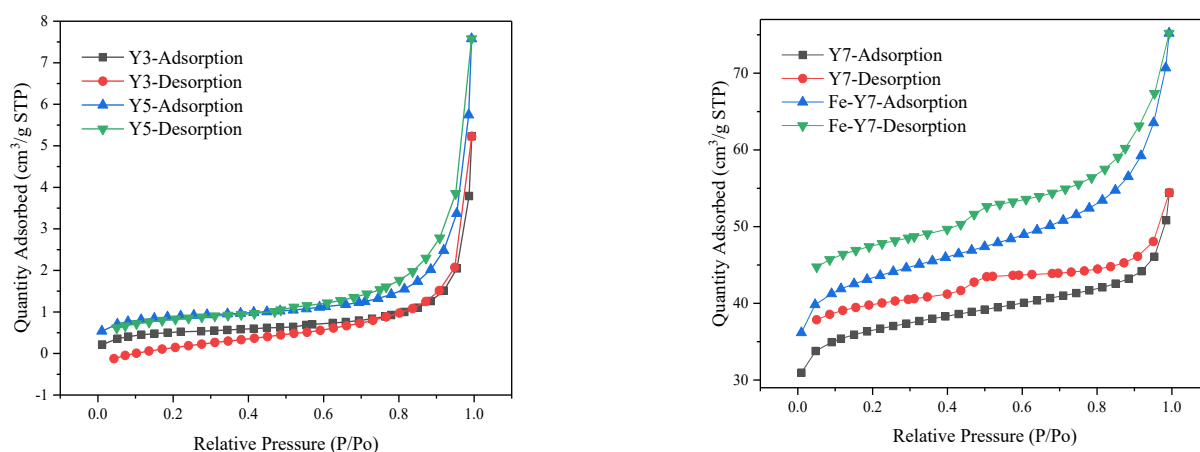 Quantity Adsorbed (cm³/g STP)
8
7
6
5
4
3
2
1
0
-1
Y3-Adsorption
Y3-Desorption
Y5-Adsorption
Y5-Desorption
0.0 0.2 0.4 0.6 0.8 1.0
Relative Pressure (P/Po)
Quantity Adsorbed (cm³/g STP)
70
60
50
40
30
Y7-Adsorption
Y7-Desorption
Fe-Y7-Adsorption
Fe-Y7-Desorption
0.0 0.2 0.4 0.6 0.8 1.0
Relative Pressure (P/Po)